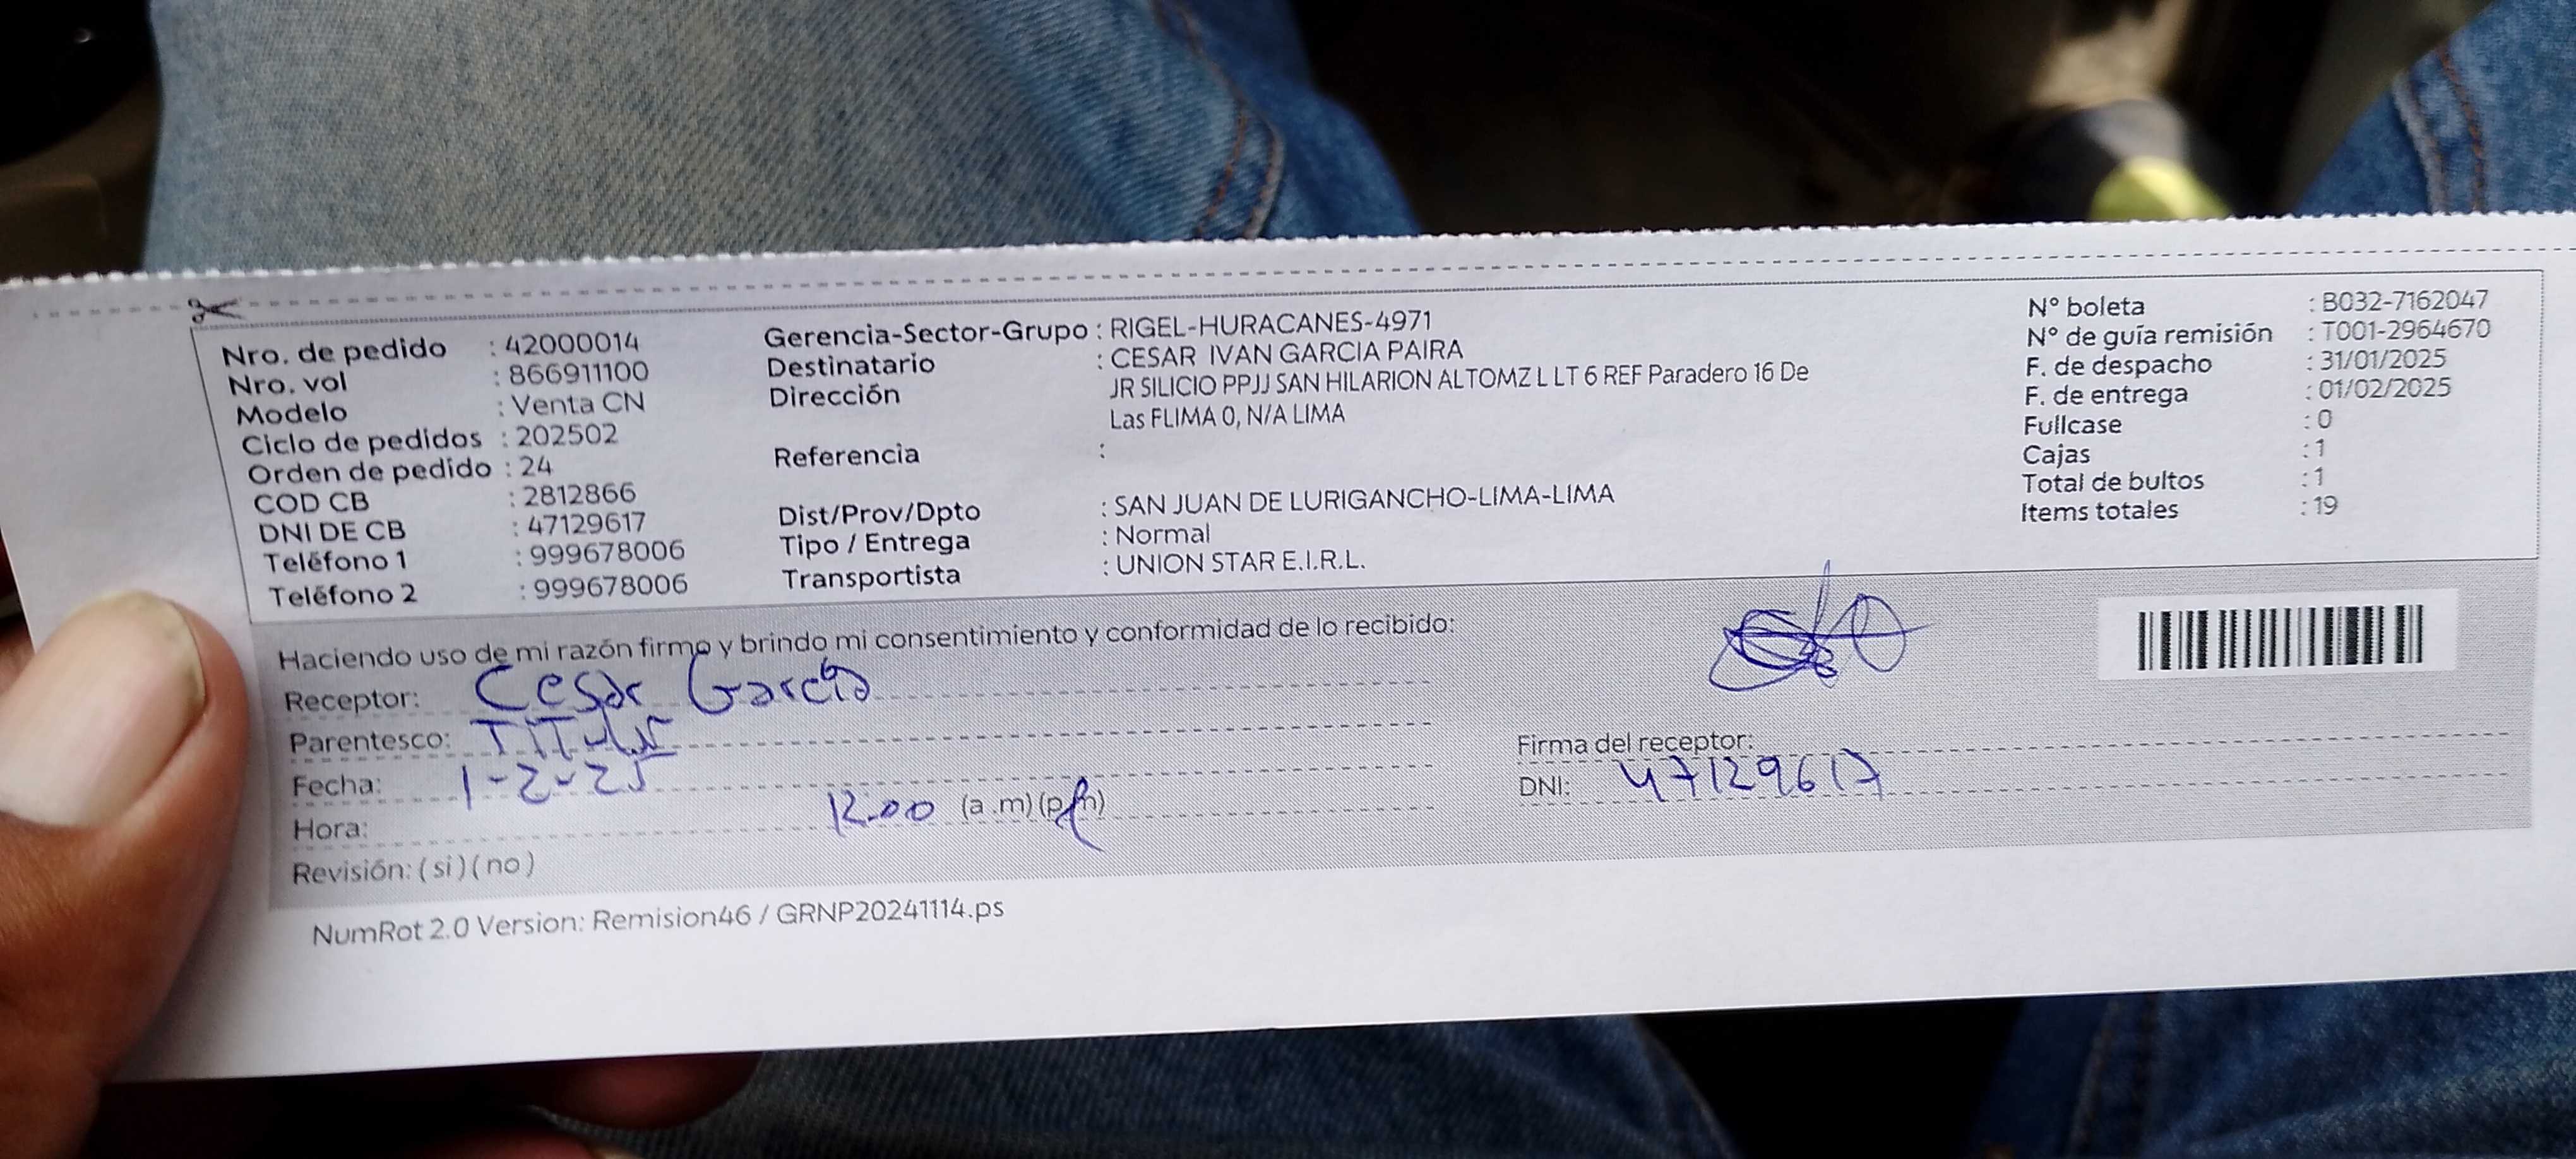 Nro. de pedido : 42000014
Nro. vol : 866911100
Modelo : Venta CN
Ciclo de pedidos : 202502
Orden de pedido : 24
COD CB : 2812866
DNI DE CB : 47129617
Teléfono 1 : 999678006
Teléfono 2 : 999678006
Gerencia-Sector-Grupo : RIGEL-HURACANES-4971
Destinatario : CESAR IVAN GARCIA PAIRA
Dirección JR SILICIO PPJJ SAN HILARION ALTOMZ L LT 6 REF Paradero 16 De
Las FLIMA 0, N/A LIMA
Referencia :
Dist/Prov/Dpto : SAN JUAN DE LURIGANCHO-LIMA-LIMA
Tipo / Entrega : Normal
Transportista : UNION STAR E.I.R.L.
N° boleta : B032-7162047
N° de guía remisión : T001-2964670
F. de despacho : 31/01/2025
F. de entrega : 01/02/2025
Fullcase : 0
Cajas : 1
Total de bultos : 1
Items totales : 19
Haciendo uso de mi razón firmo y brindo mi consentimiento y conformidad de lo recibido:
Receptor: Cesar Garcia
Parentesco: TITular
Fecha: 1-2-25
Hora: 12.00 (a.m)(p.m)
Revisión: (si)(no)
Firma del receptor:
DNI: 47129617
NumRot 2.0 Version: Remision46 / GRNP20241114.ps